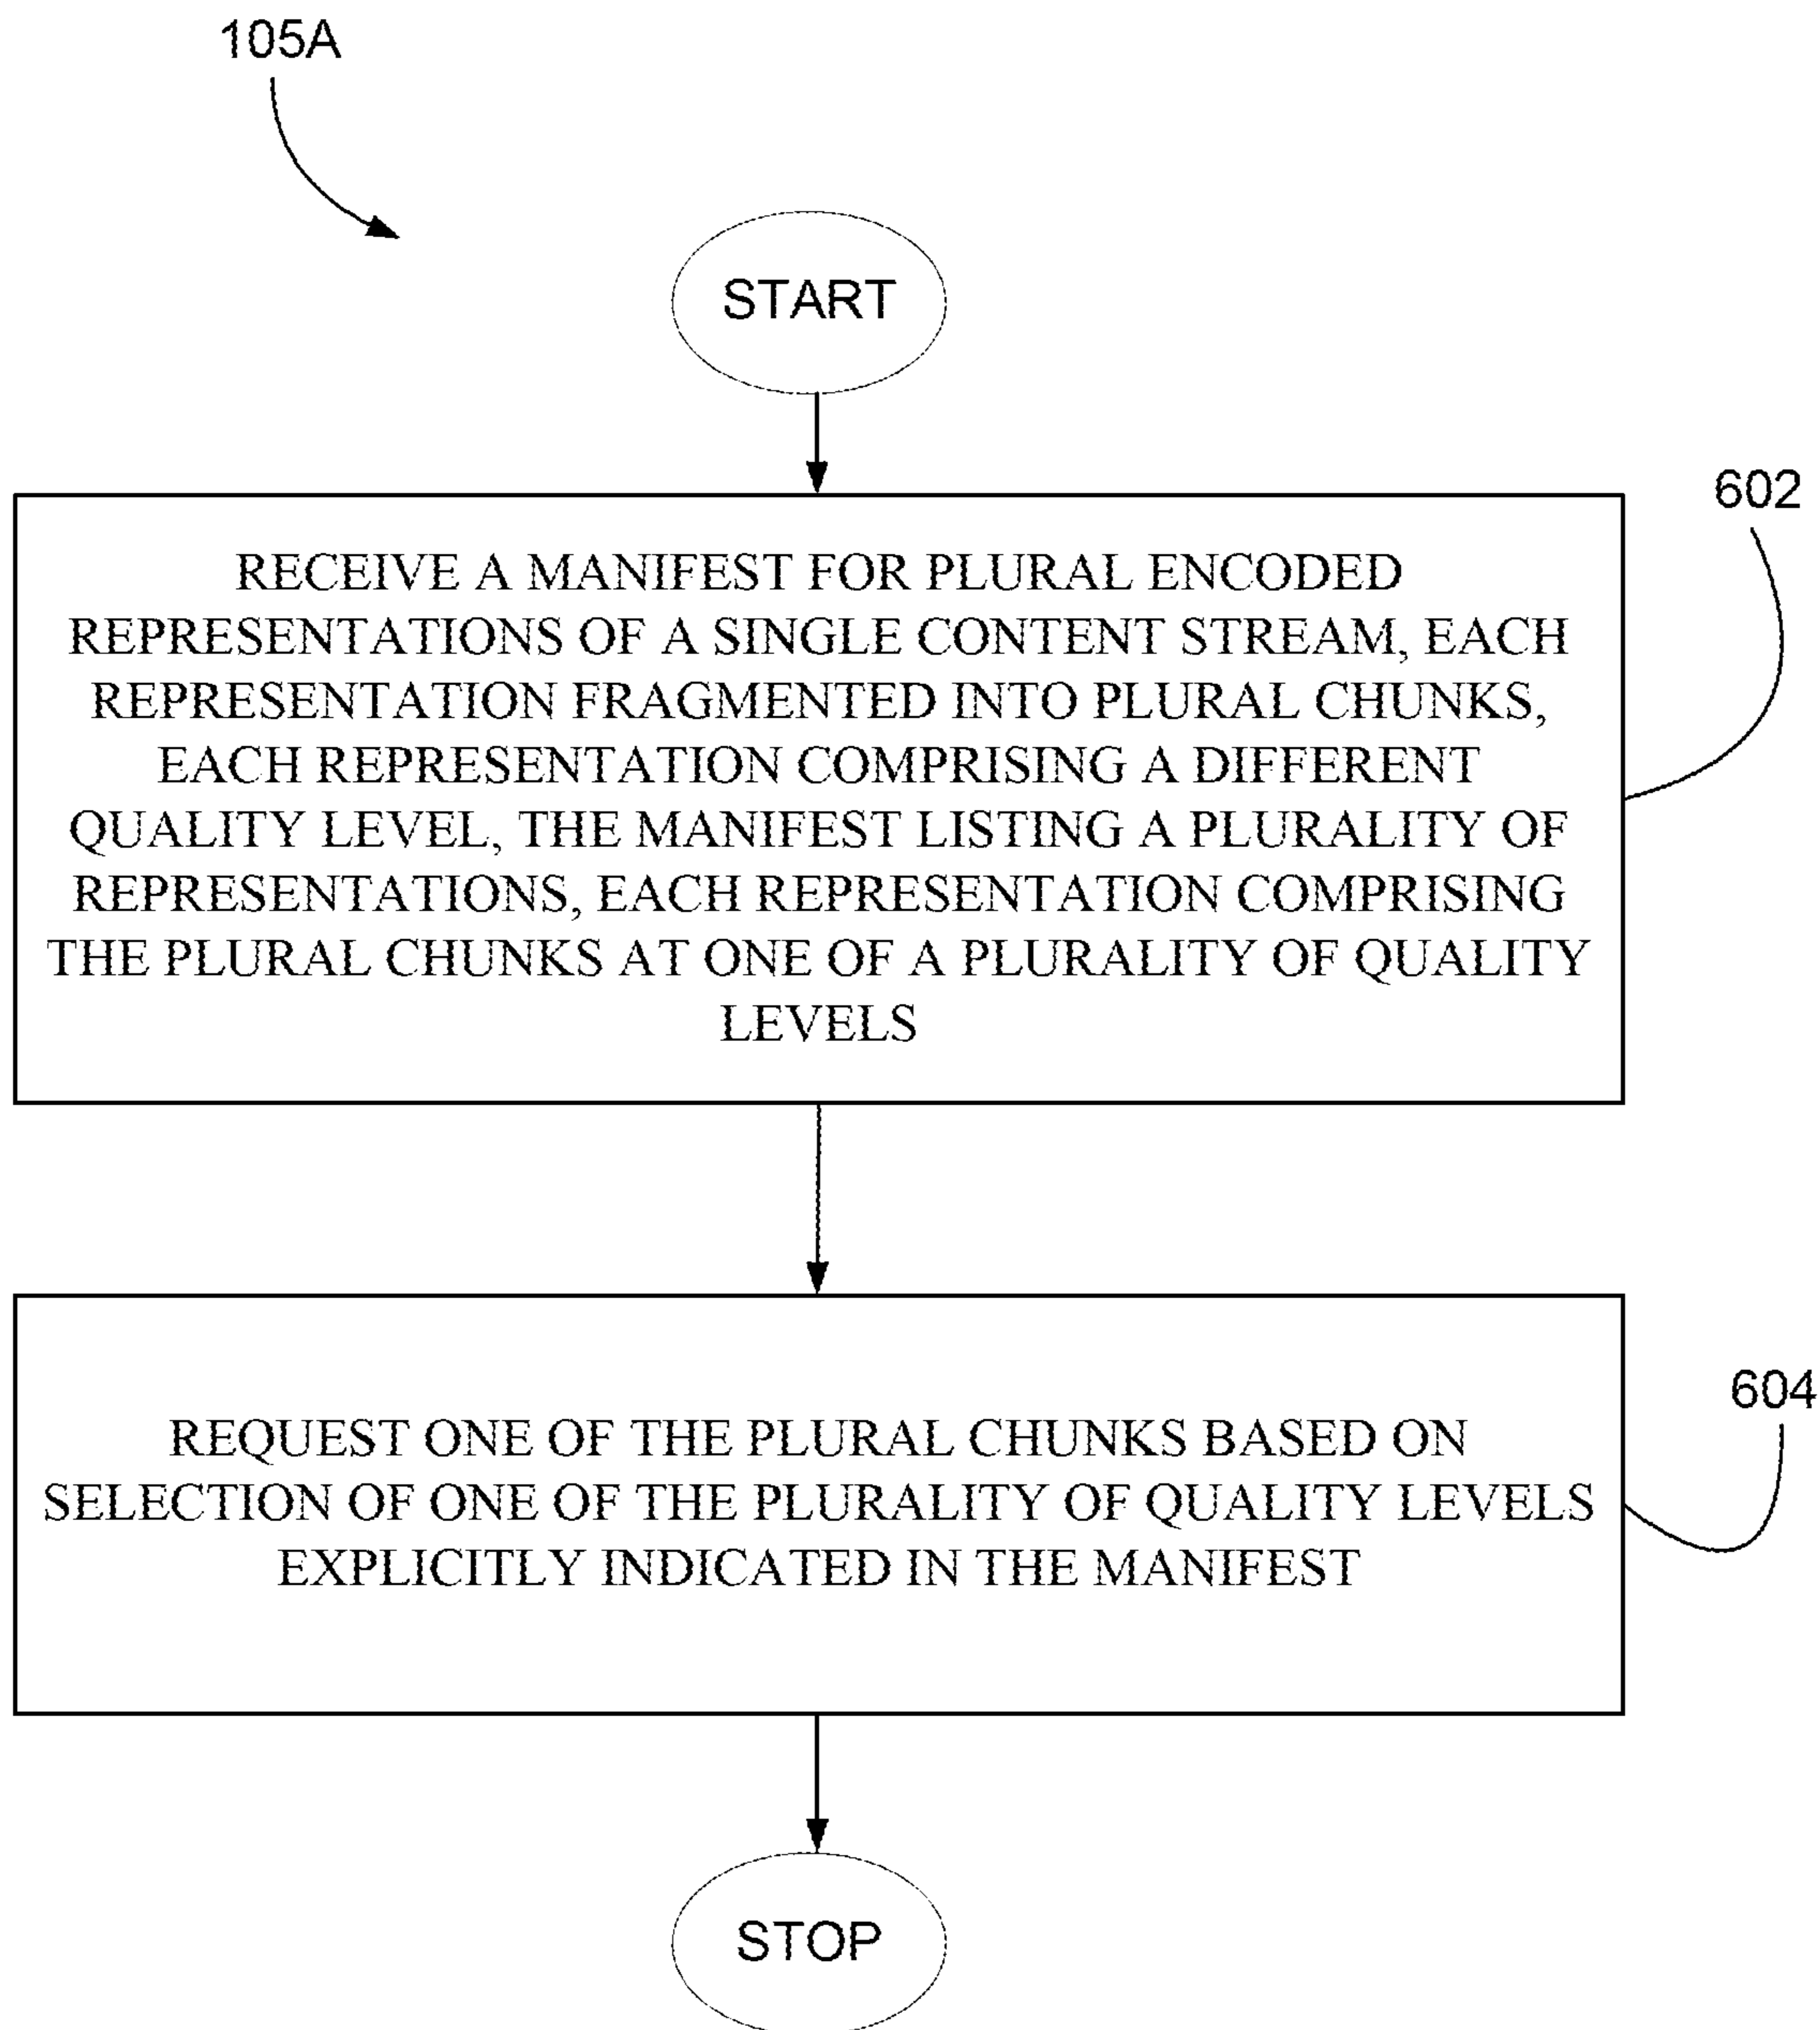 105A
START
602
RECEIVE A MANIFEST FOR PLURAL ENCODED
REPRESENTATIONS OF A SINGLE CONTENT STREAM, EACH
REPRESENTATION FRAGMENTED INTO PLURAL CHUNKS,
EACH REPRESENTATION COMPRISING A DIFFERENT
QUALITY LEVEL, THE MANIFEST LISTING A PLURALITY OF
REPRESENTATIONS, EACH REPRESENTATION COMPRISING
THE PLURAL CHUNKS AT ONE OF A PLURALITY OF QUALITY
LEVELS
604
REQUEST ONE OF THE PLURAL CHUNKS BASED ON
SELECTION OF ONE OF THE PLURALITY OF QUALITY LEVELS
EXPLICITLY INDICATED IN THE MANIFEST
STOP